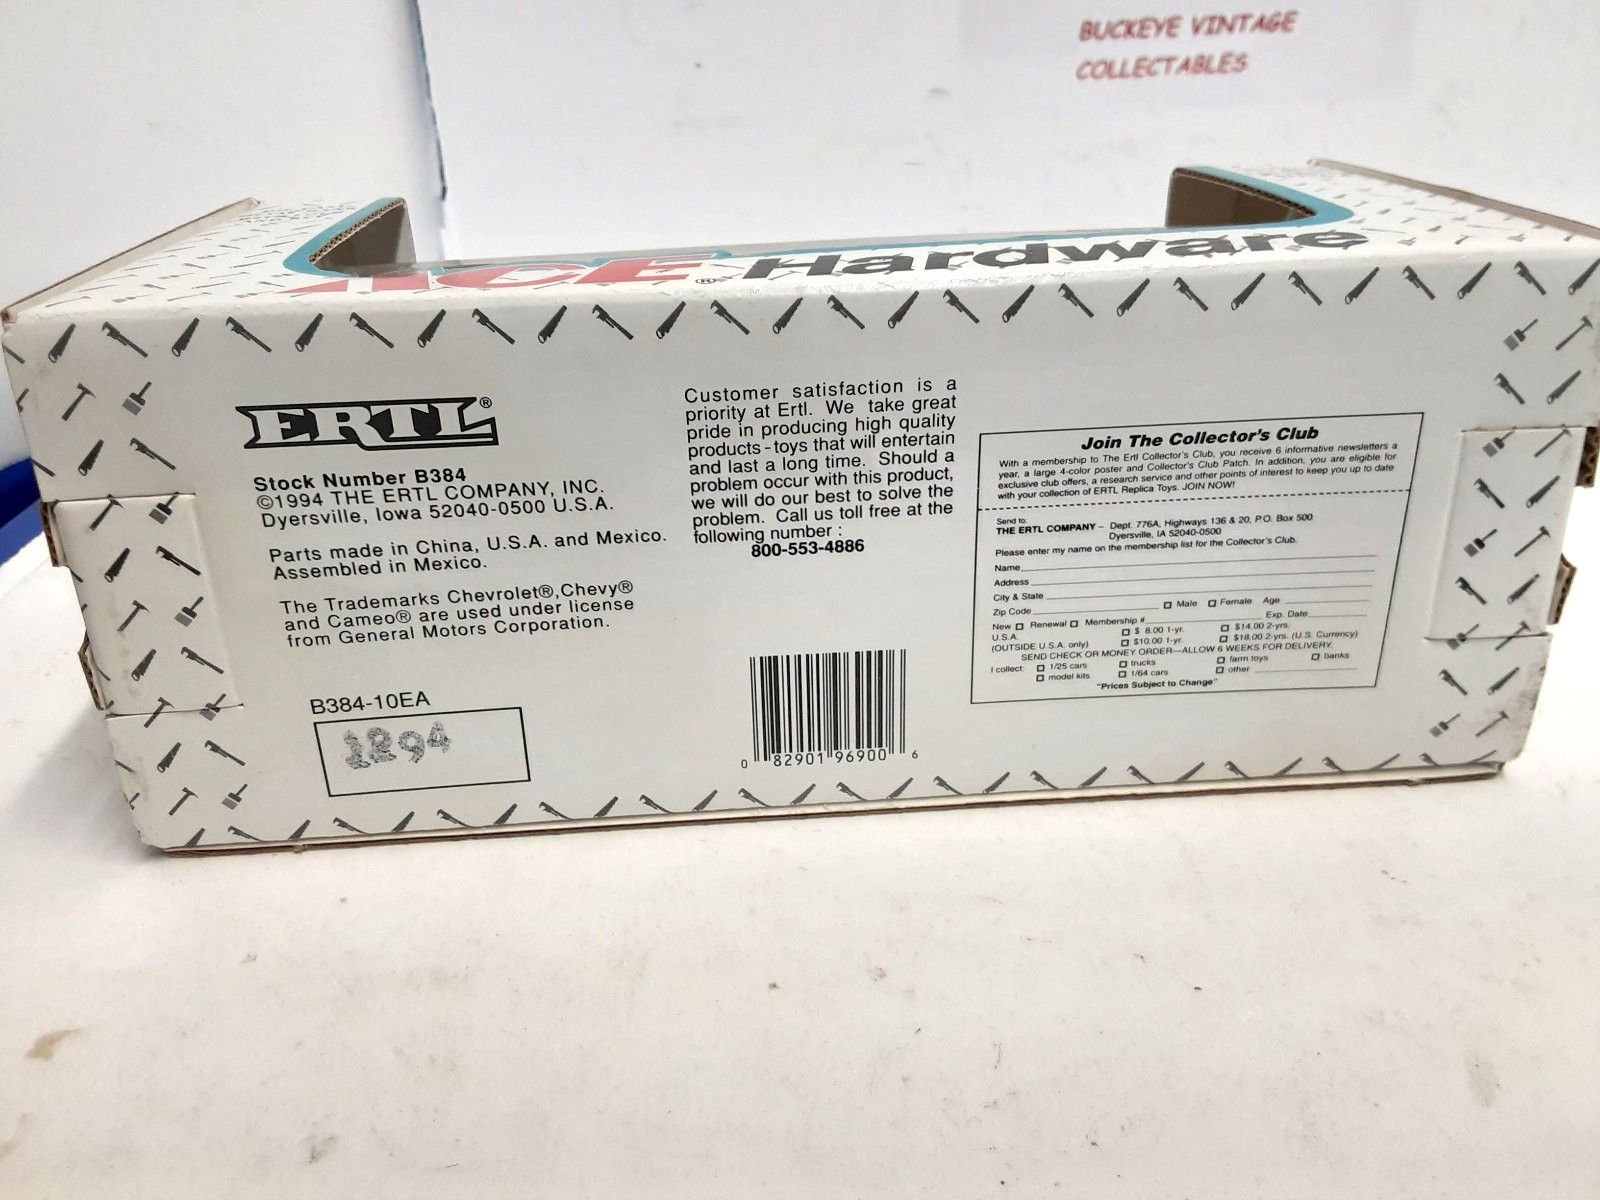 BUCKEYE VINTAGE
COLLECTABLES
ACE® Hardware
ERTL®
Stock Number B384
©1994 THE ERTL COMPANY, INC.
Dyersville, Iowa 52040-0500 U.S.A.
Parts made in China, U.S.A. and Mexico.
Assembled in Mexico.
The Trademarks Chevrolet®,Chevy®
and Cameo® are used under license
from General Motors Corporation.
B384-10EA
1294
Customer satisfaction is a
priority at Ertl. We take great
pride in producing high quality
products-toys that will entertain
and last a long time. Should a
problem occur with this product,
we will do our best to solve the
problem. Call us toll free at the
following number :
800-553-4886
0 82901 96900 6
Join The Collector's Club
With a membership to The Ertl Collector's Club, you receive 6 informative newsletters a
year, a large 4-color poster and Collector's Club Patch. In addition, you are eligible for
exclusive club offers, a research service and other points of interest to keep you up to date
with your collection of ERTL Replica Toys. JOIN NOW!
Send to:
THE ERTL COMPANY – Dept. 776A, Highways 136 & 20, P.O. Box 500
Dyersville, IA 52040-0500
Please enter my name on the membership list for the Collector's Club.
Name
Address
City & State
Zip Code Male Female Age
New Renewal Membership # Exp. Date
U.S.A. $ 8.00 1-yr. $14.00 2-yrs.
(OUTSIDE U.S.A. only) $10.00 1-yr. $18.00 2-yrs. (U.S. Currency)
SEND CHECK OR MONEY ORDER—ALLOW 6 WEEKS FOR DELIVERY.
I collect: 1/25 cars trucks farm toys banks
model kits 1/64 cars other
"Prices Subject to Change"